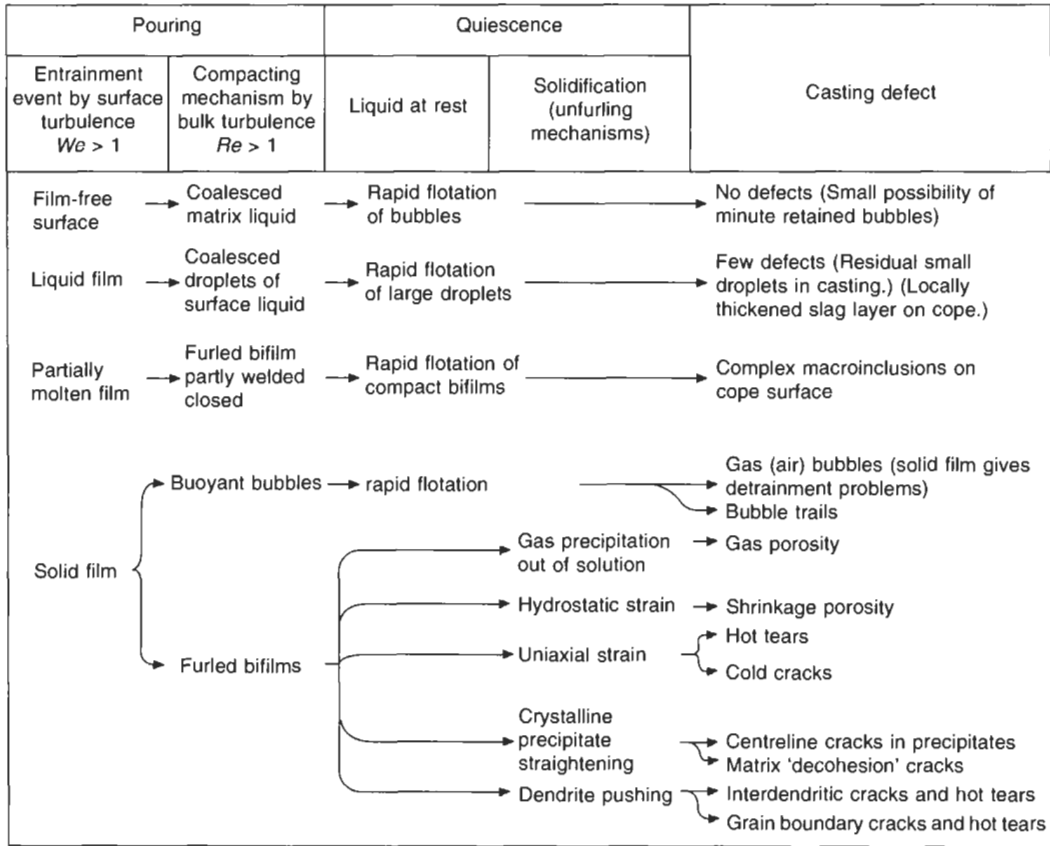 Pouring
Quiescence
Casting defect
Entrainment
event by surface
turbulence
We > 1
Compacting
mechanism by
bulk turbulence
Re > 1
Liquid at rest
Solidification
(unfurling
mechanisms)
Film-free
surface
Coalesced
matrix liquid
Rapid flotation
of bubbles
No defects (Small possibility of
minute retained bubbles)
Liquid film
Coalesced
droplets of
surface liquid
Rapid flotation
of large droplets
Few defects (Residual small
droplets in casting.) (Locally
thickened slag layer on cope.)
Partially
molten film
Furled bifilm
partly welded
closed
Rapid flotation of
compact bifilms
Complex macroinclusions on
cope surface
Solid film
Buoyant bubbles
rapid flotation
Gas (air) bubbles (solid film gives
detrainment problems)
Bubble trails
Furled bifilms
Gas precipitation
out of solution
Gas porosity
Hydrostatic strain
Shrinkage porosity
Uniaxial strain
Hot tears
Cold cracks
Crystalline
precipitate
straightening
Centreline cracks in precipitates
Matrix 'decohesion' cracks
Dendrite pushing
Interdendritic cracks and hot tears
Grain boundary cracks and hot tears